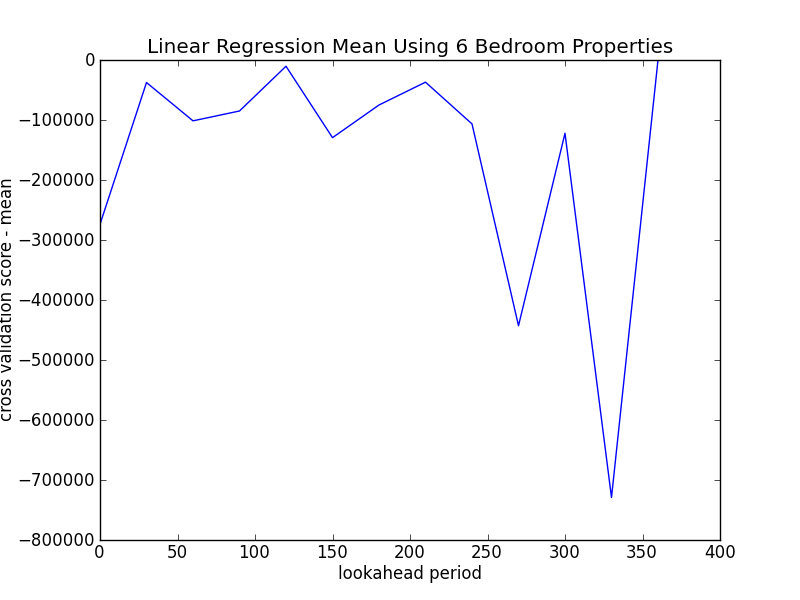 Linear Regression Mean Using 6 Bedroom Properties
0
−100000
−200000
−300000
−400000
−500000
−600000
−700000
−800000
cross validation score - mean
0 50 100 150 200 250 300 350 400
lookahead period